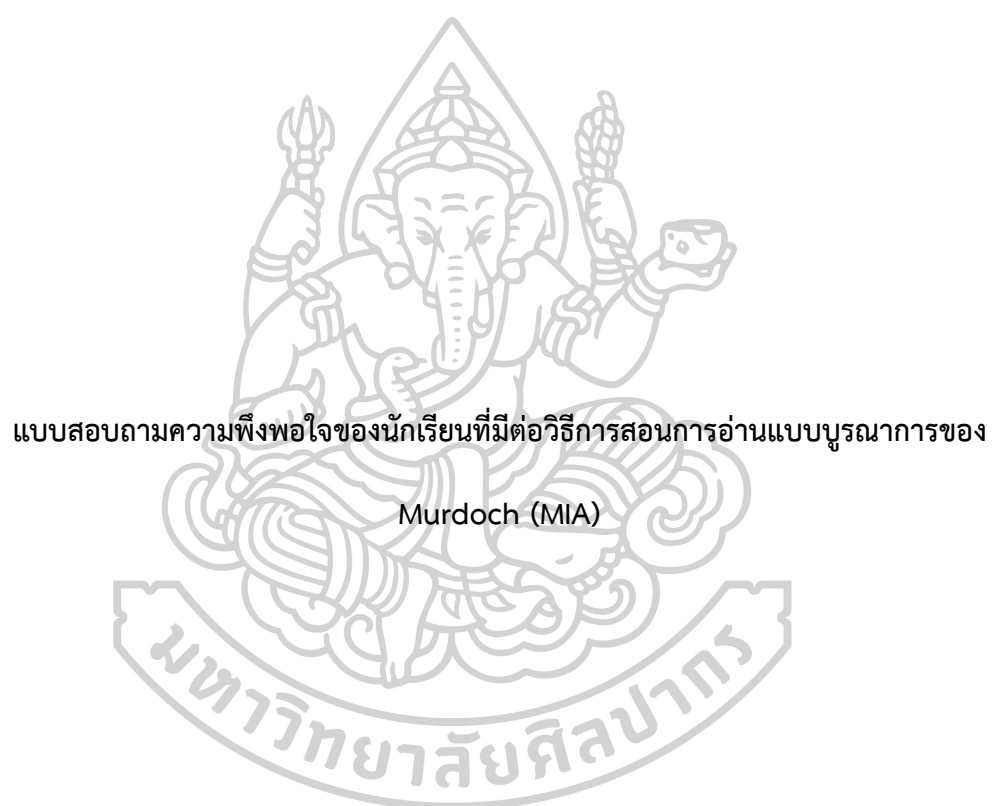 แบบสอบถามความพึงพอใจของนักเรียนที่มีต่อวิธีการสอนการอ่านแบบบูรณาการของ
Murdoch (MIA)
มหาวิทยาลัยศิลปากร